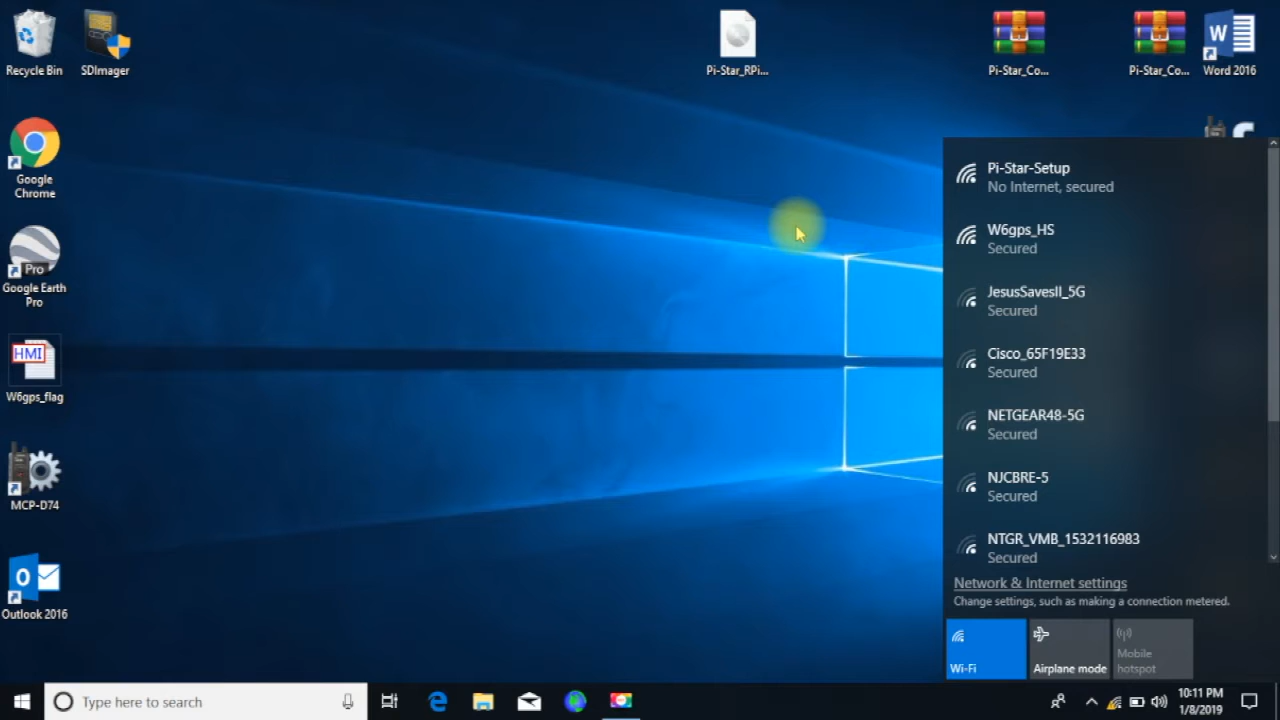 Recycle Bin
SDImager
Pi-Star_RPi...
Pi-Star_Co...
Pi-Star_Co...
W
Word 2016
Google
Chrome
Pro
Google Earth
Pro
HMI
W6gps_flag
MCP-D74
O
Outlook 2016
Pi-Star-Setup
No Internet, secured
W6gps_HS
Secured
JesusSavesII_5G
Secured
Cisco_65F19E33
Secured
NETGEAR48-5G
Secured
NJCBRE-5
Secured
NTGR_VMB_1532116983
Secured
Network & Internet settings
Change settings, such as making a connection metered.
Wi-Fi
Airplane mode
Mobile
hotspot
Type here to search
10:11 PM
1/8/2019